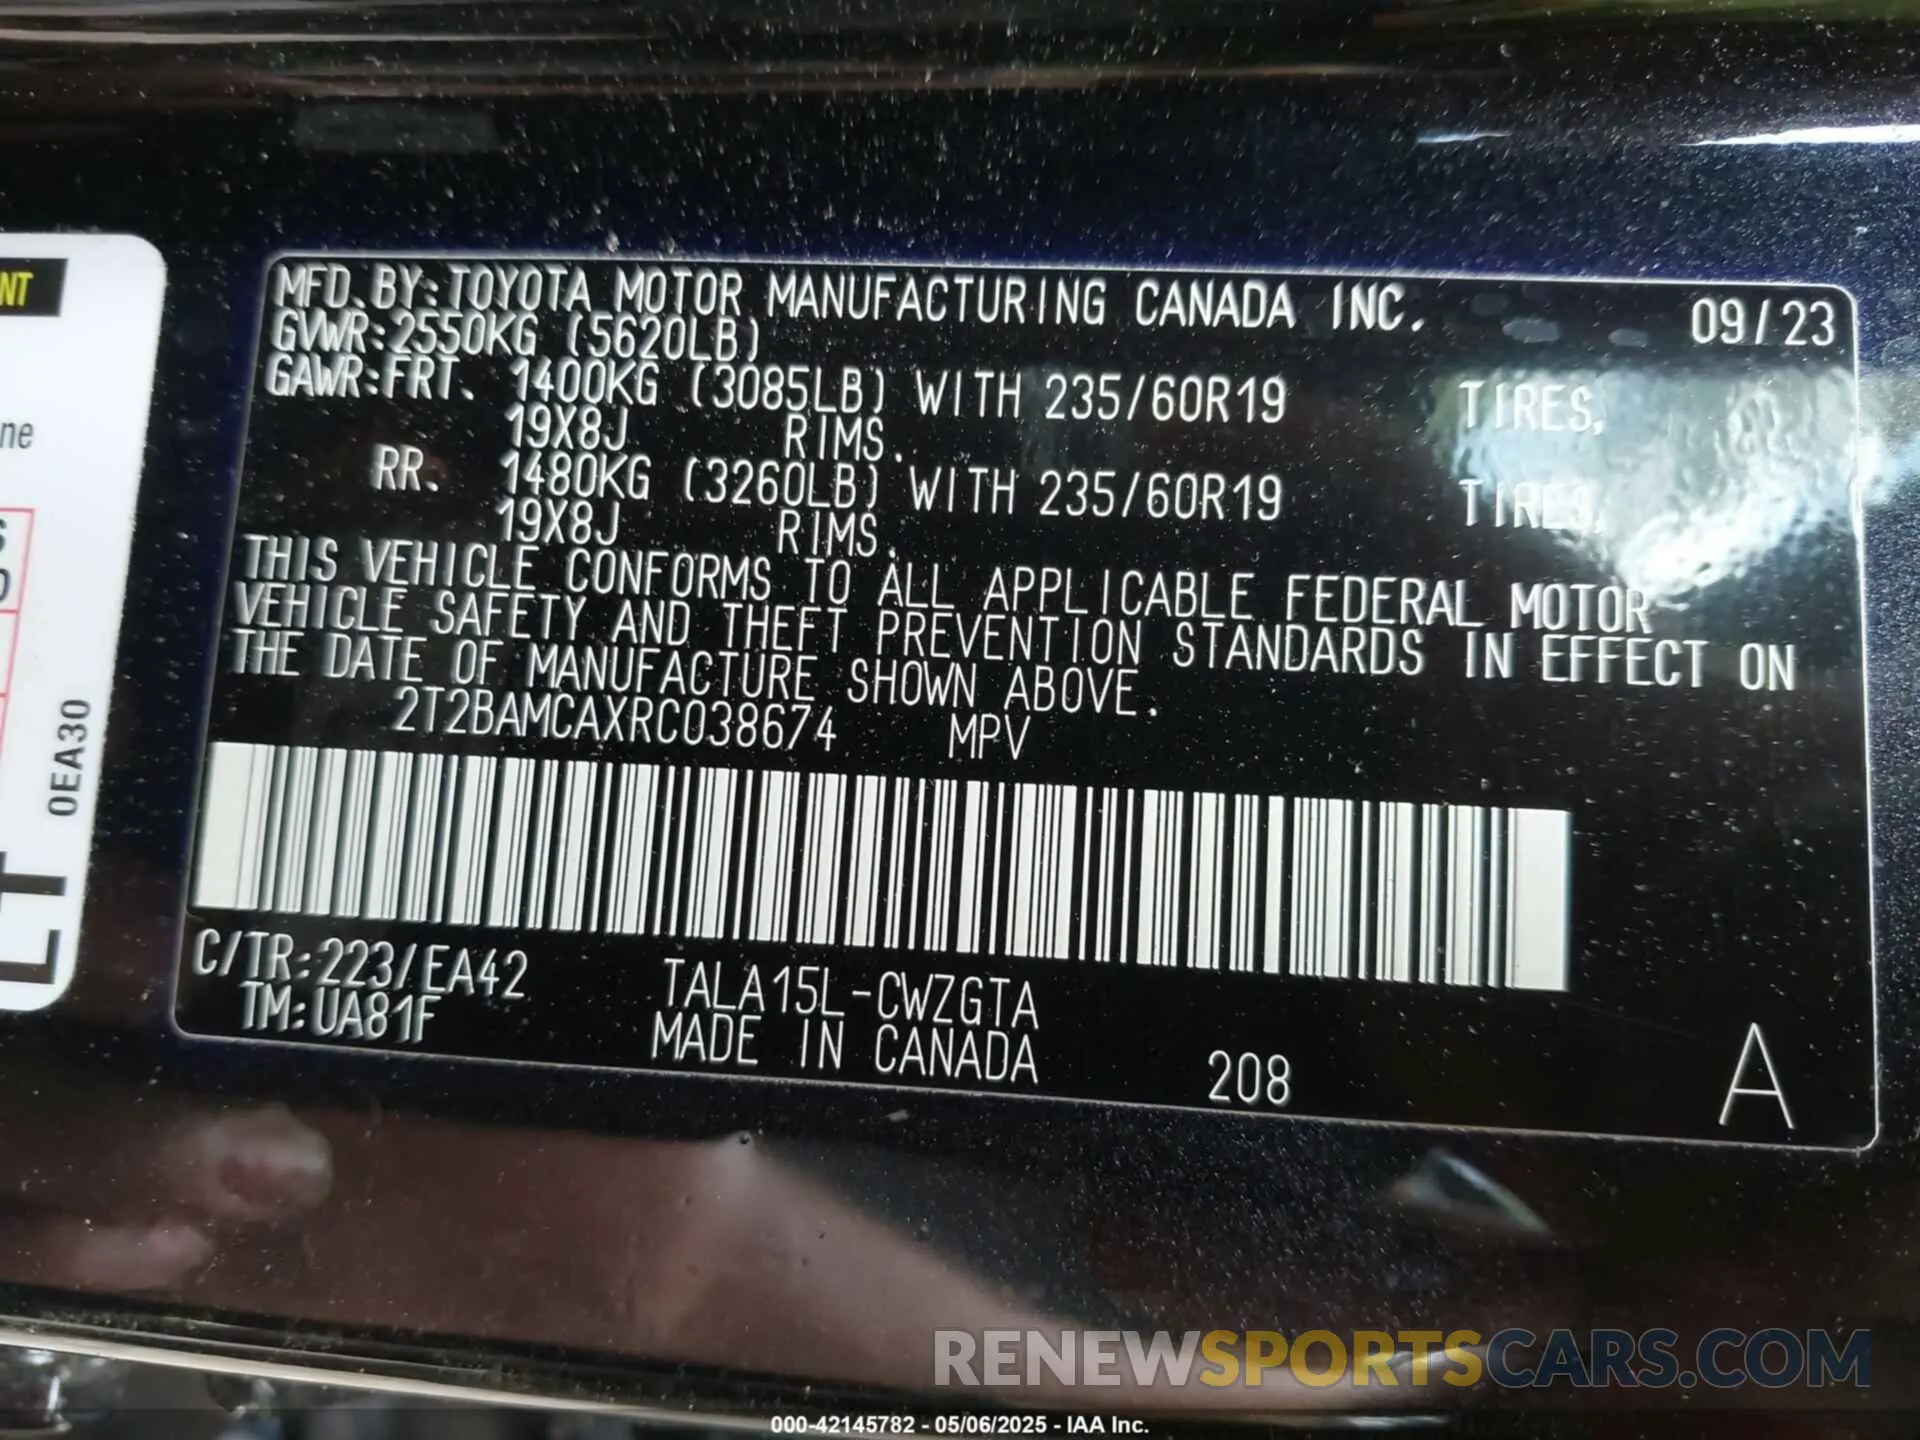 MFD. BY: TOYOTA MOTOR MANUFACTURING CANADA INC. 09/23
GVWR: 2550KG (5620LB)
GAWR: FRT. 1400KG (3085LB) WITH 235/60R19 TIRES,
19X8J RIMS.
RR. 1480KG (3260LB) WITH 235/60R19 TIRES,
19X8J RIMS.
THIS VEHICLE CONFORMS TO ALL APPLICABLE FEDERAL MOTOR
VEHICLE SAFETY AND THEFT PREVENTION STANDARDS IN EFFECT ON
THE DATE OF MANUFACTURE SHOWN ABOVE.
2T2BAMCAXRC038674 MPV
C/TR: 223/EA42 TALA15L-CWZGTA
TM: UA81F MADE IN CANADA 208 A
NT
ne
0EA30
RENEWSPORTSCARS.COM
000-42145782 - 05/06/2025 - IAA Inc.